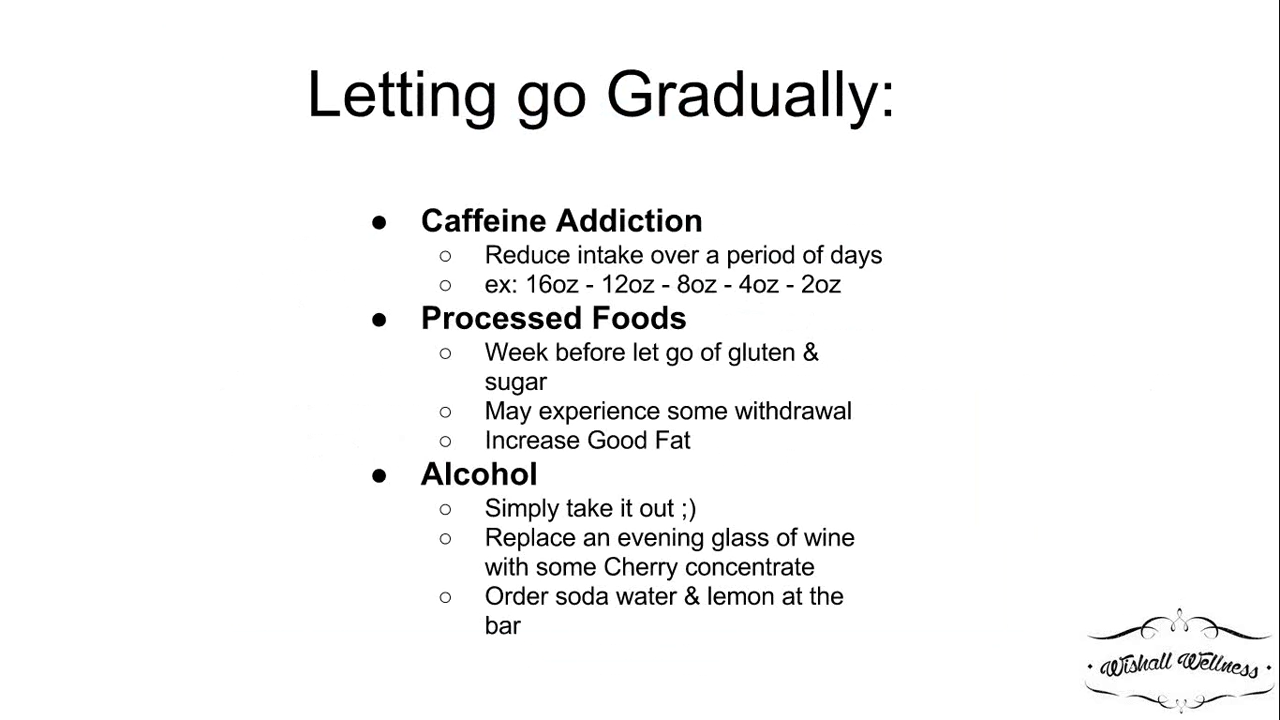 Letting go Gradually:
● Caffeine Addiction
○ Reduce intake over a period of days
○ ex: 16oz - 12oz - 8oz - 4oz - 2oz
● Processed Foods
○ Week before let go of gluten &
sugar
○ May experience some withdrawal
○ Increase Good Fat
● Alcohol
○ Simply take it out ;)
○ Replace an evening glass of wine
with some Cherry concentrate
○ Order soda water & lemon at the
bar
• Wishall Wellness •